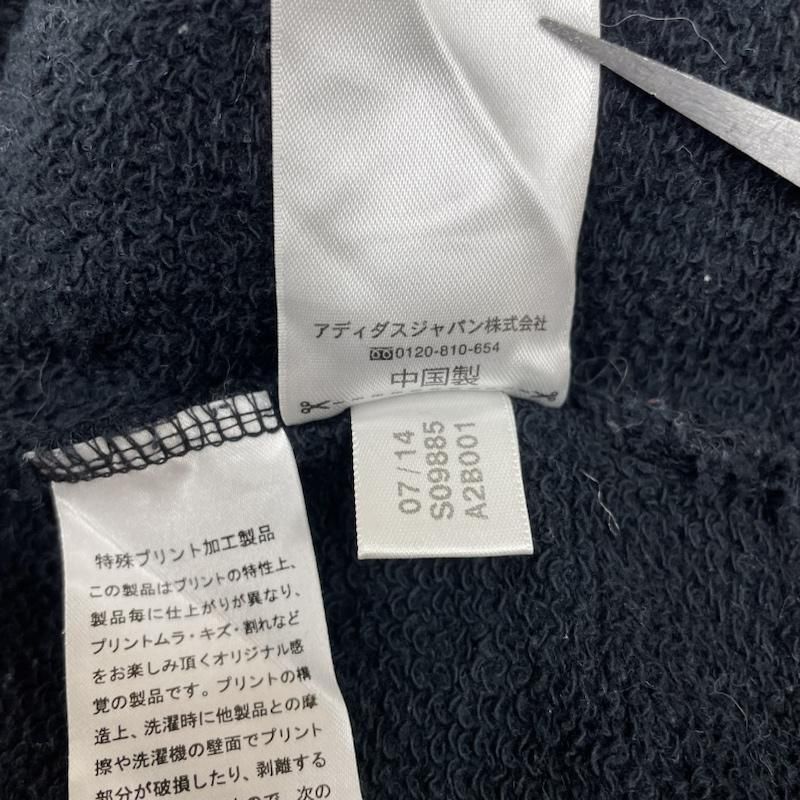 アディダスジャパン株式会社
0120-810-654
中国製
07/14
S09885
A2B001
特殊プリント加工製品
この製品はプリントの特性上、
製品毎に仕上がりが異なり、
プリントムラ・キズ・割れなど
をお楽しみ頂くオリジナル感
覚の製品です。プリントの構
造上、洗濯時に他製品との摩
擦や洗濯機の壁面でプリント
部分が破損したり、剥離する
ので、次の